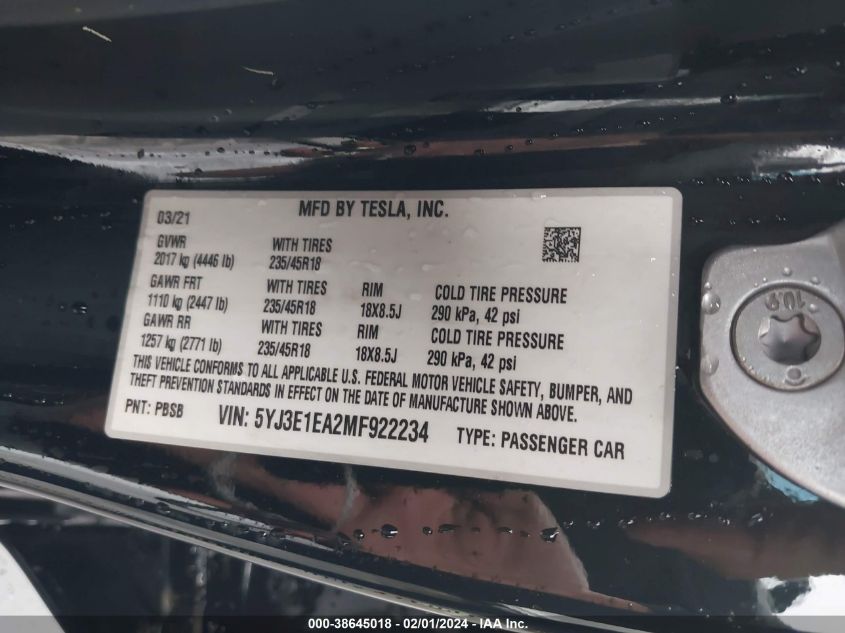 03/21 MFD BY TESLA, INC.
GVWR WITH TIRES
2017 kg (4446 lb) 235/45R18
GAWR FRT WITH TIRES RIM COLD TIRE PRESSURE
1110 kg (2447 lb) 235/45R18 18X8.5J 290 kPa, 42 psi
GAWR RR WITH TIRES RIM COLD TIRE PRESSURE
1257 kg (2771 lb) 235/45R18 18X8.5J 290 kPa, 42 psi
THIS VEHICLE CONFORMS TO ALL APPLICABLE U.S. FEDERAL MOTOR VEHICLE SAFETY, BUMPER, AND
THEFT PREVENTION STANDARDS IN EFFECT ON THE DATE OF MANUFACTURE SHOWN ABOVE.
PNT: PBSB VIN: 5YJ3E1EA2MF922234 TYPE: PASSENGER CAR
10.9
000-38645018 - 02/01/2024 - IAA Inc.